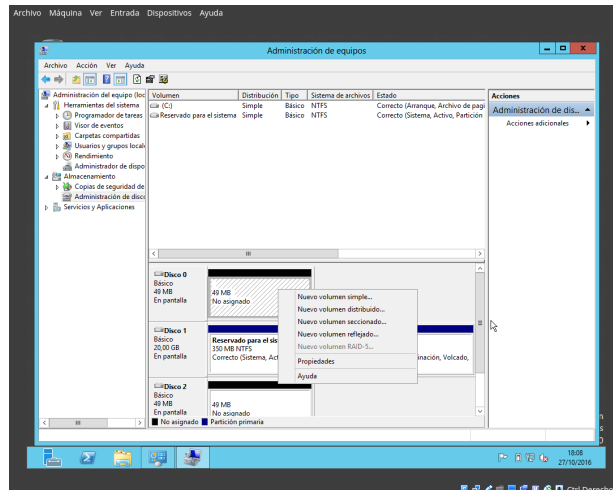 Archivo Máquina Ver Entrada Dispositivos Ayuda
Administración de equipos
Archivo Acción Ver Ayuda
Administración del equipo (loc
Herramientas del sistema
Programador de tareas
Visor de eventos
Carpetas compartidas
Usuarios y grupos locale
Rendimiento
Administrador de dispo
Almacenamiento
Copias de seguridad de
Administración de disco
Servicios y Aplicaciones
Volumen Distribución Tipo Sistema de archivos Estado
(C:) Simple Básico NTFS Correcto (Arranque, Archivo de pagi
Reservado para el sistema Simple Básico NTFS Correcto (Sistema, Activo, Partición
Acciones
Administración de dis...
Acciones adicionales
Disco 0
Básico
49 MB
En pantalla
49 MB
No asignado
Nuevo volumen simple...
Nuevo volumen distribuido...
Nuevo volumen seccionado...
Nuevo volumen reflejado...
Nuevo volumen RAID-5...
Propiedades
Ayuda
Disco 1
Básico
20,00 GB
En pantalla
Reservado para el sis
350 MB NTFS
Correcto (Sistema, Act
inación, Volcado,
Disco 2
Básico
49 MB
En pantalla
49 MB
No asignado
No asignado Partición primaria
18:08
27/10/2016
Ctrl Derecho